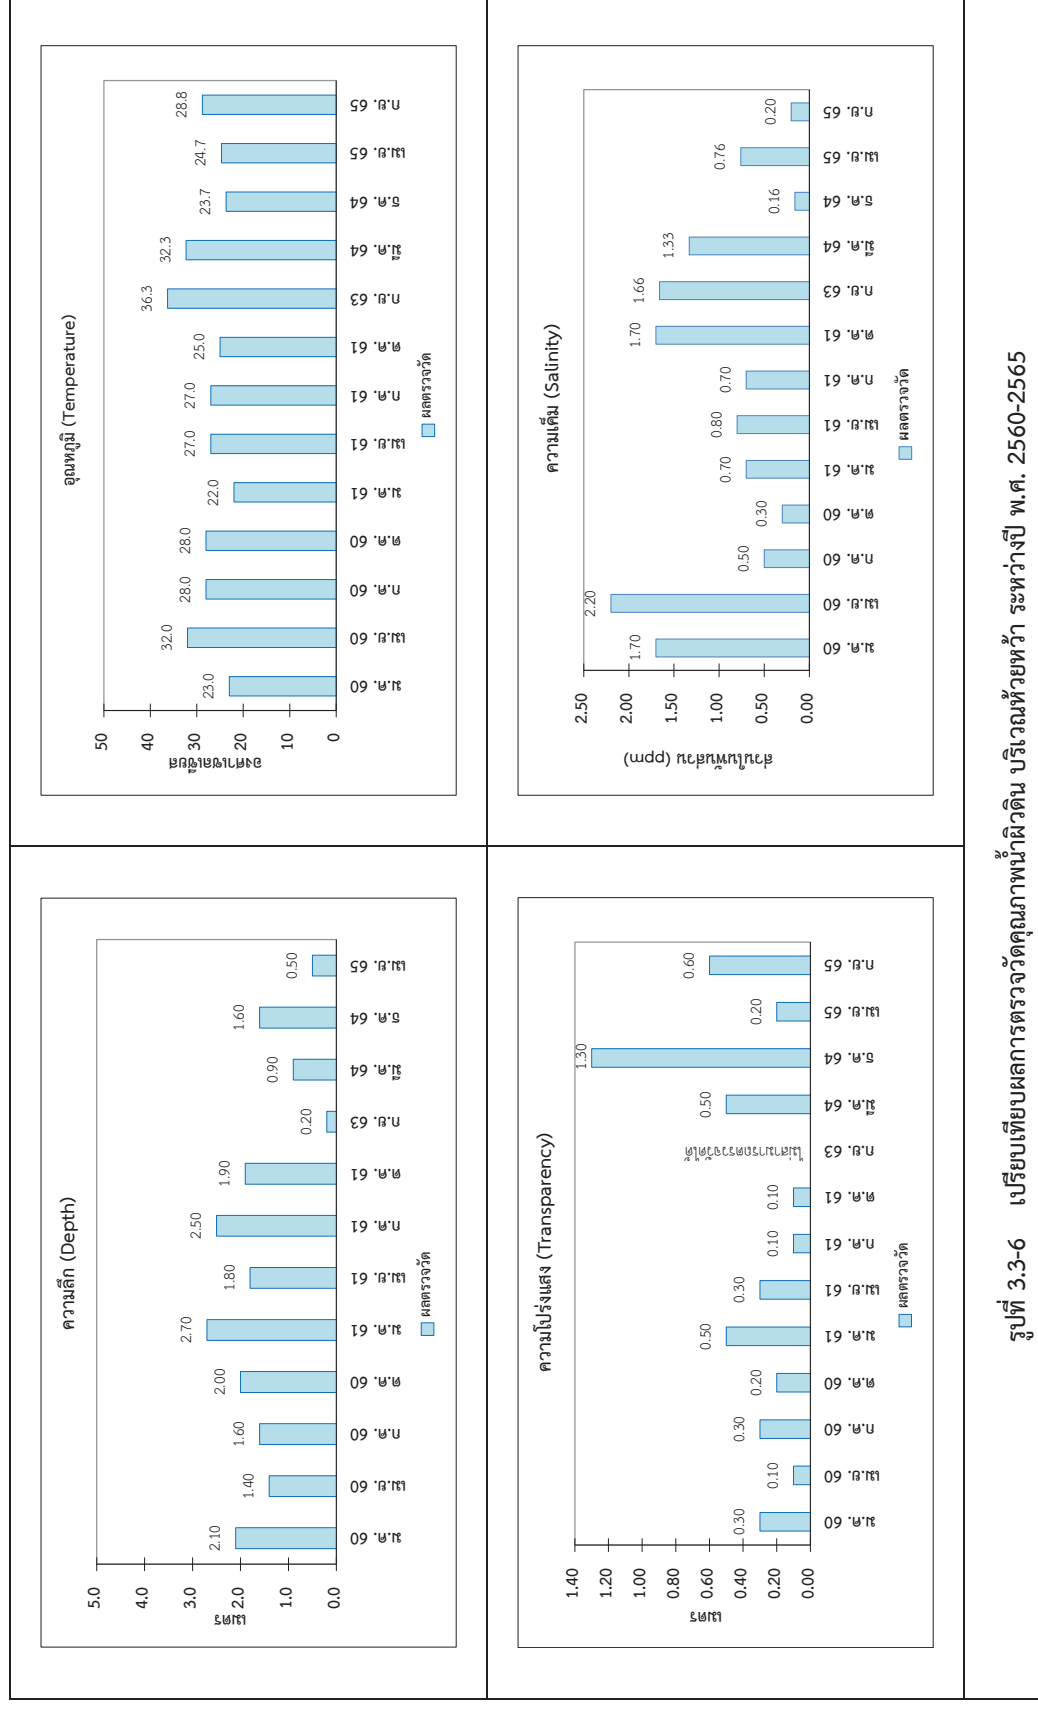 ความลึก (Depth)
เมตร
5.0
4.0
3.0
2.0
1.0
0.0
2.10
1.40
1.60
2.00
2.70
1.80
2.50
1.90
0.20
0.90
1.60
0.50
ม.ค. 60
เม.ย. 60
ก.ค. 60
ต.ค. 60
ม.ค. 61
เม.ย. 61
ก.ค. 61
ต.ค. 61
ก.ย. 63
มี.ค. 64
ธ.ค. 64
เม.ย. 65
ผลตรวจวัด
อุณหภูมิ (Temperature)
องศาเซลเซียส
50
40
30
20
10
0
23.0
32.0
28.0
28.0
22.0
27.0
27.0
25.0
36.3
32.3
23.7
24.7
28.8
ม.ค. 60
เม.ย. 60
ก.ค. 60
ต.ค. 60
ม.ค. 61
เม.ย. 61
ก.ค. 61
ต.ค. 61
ก.ย. 63
มี.ค. 64
ธ.ค. 64
เม.ย. 65
ก.ย. 65
ผลตรวจวัด
ความโปร่งแสง (Transparency)
เมตร
1.40
1.20
1.00
0.80
0.60
0.40
0.20
0.00
0.30
0.10
0.30
0.20
0.50
0.30
0.10
0.10
ไม่สามารถตรวจวัดได้
0.50
1.30
0.20
0.60
ม.ค. 60
เม.ย. 60
ก.ค. 60
ต.ค. 60
ม.ค. 61
เม.ย. 61
ก.ค. 61
ต.ค. 61
ก.ย. 63
มี.ค. 64
ธ.ค. 64
เม.ย. 65
ก.ย. 65
ผลตรวจวัด
ความเค็ม (Salinity)
ส่วนในพันส่วน (ppm)
2.50
2.00
1.50
1.00
0.50
0.00
1.70
2.20
0.50
0.30
0.70
0.80
0.70
1.70
1.66
1.33
0.16
0.76
0.20
ม.ค. 60
เม.ย. 60
ก.ค. 60
ต.ค. 60
ม.ค. 61
เม.ย. 61
ก.ค. 61
ต.ค. 61
ก.ย. 63
มี.ค. 64
ธ.ค. 64
เม.ย. 65
ก.ย. 65
ผลตรวจวัด
รูปที่ 3.3-6 เปรียบเทียบผลการตรวจวัดคุณภาพน้ำผิวดิน บริเวณห้วยหว้า ระหว่างปี พ.ศ. 2560-2565